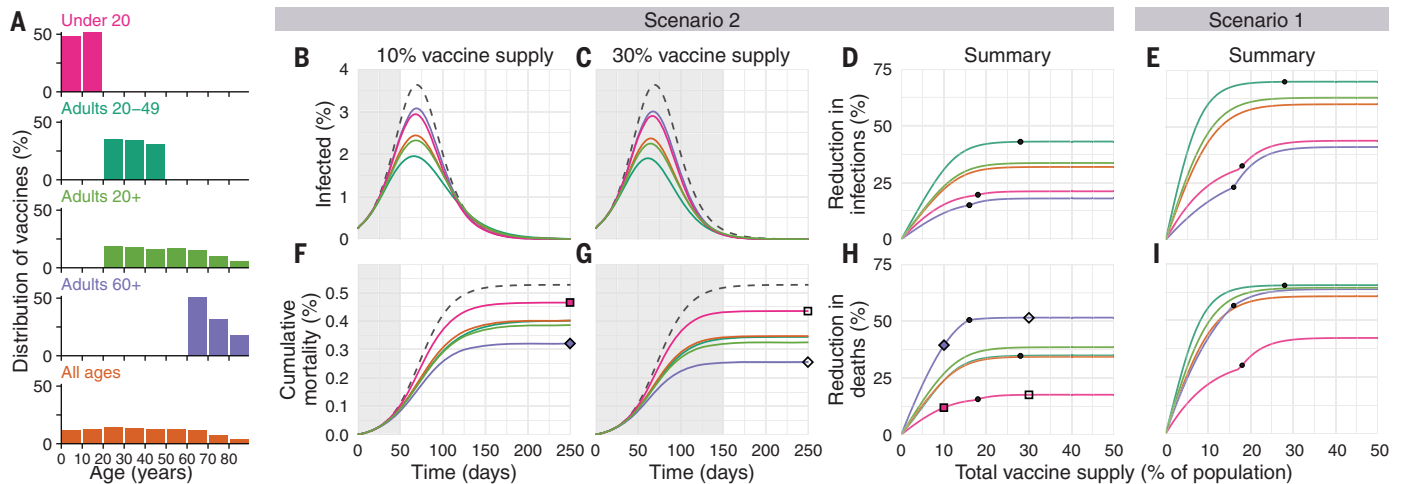 Scenario 2
Scenario 1
A
Under 20
50
0
Adults 20–49
50
0
Adults 20+
50
0
Adults 60+
50
0
All ages
50
0
0 10 20 30 40 50 60 70 80
Age (years)
Distribution of vaccines (%)
B
10% vaccine supply
4
3
2
1
0
Infected (%)
C
30% vaccine supply
D
Summary
75
50
25
0
Reduction in
infections (%)
E
Summary
F
0.5
0.4
0.3
0.2
0.1
0.0
Cumulative
mortality (%)
0 50 100 150 200 250
Time (days)
G
0 50 100 150 200 250
Time (days)
H
75
50
25
0
Reduction in
deaths (%)
0 10 20 30 40 50
I
0 10 20 30 40 50
Total vaccine supply (% of population)